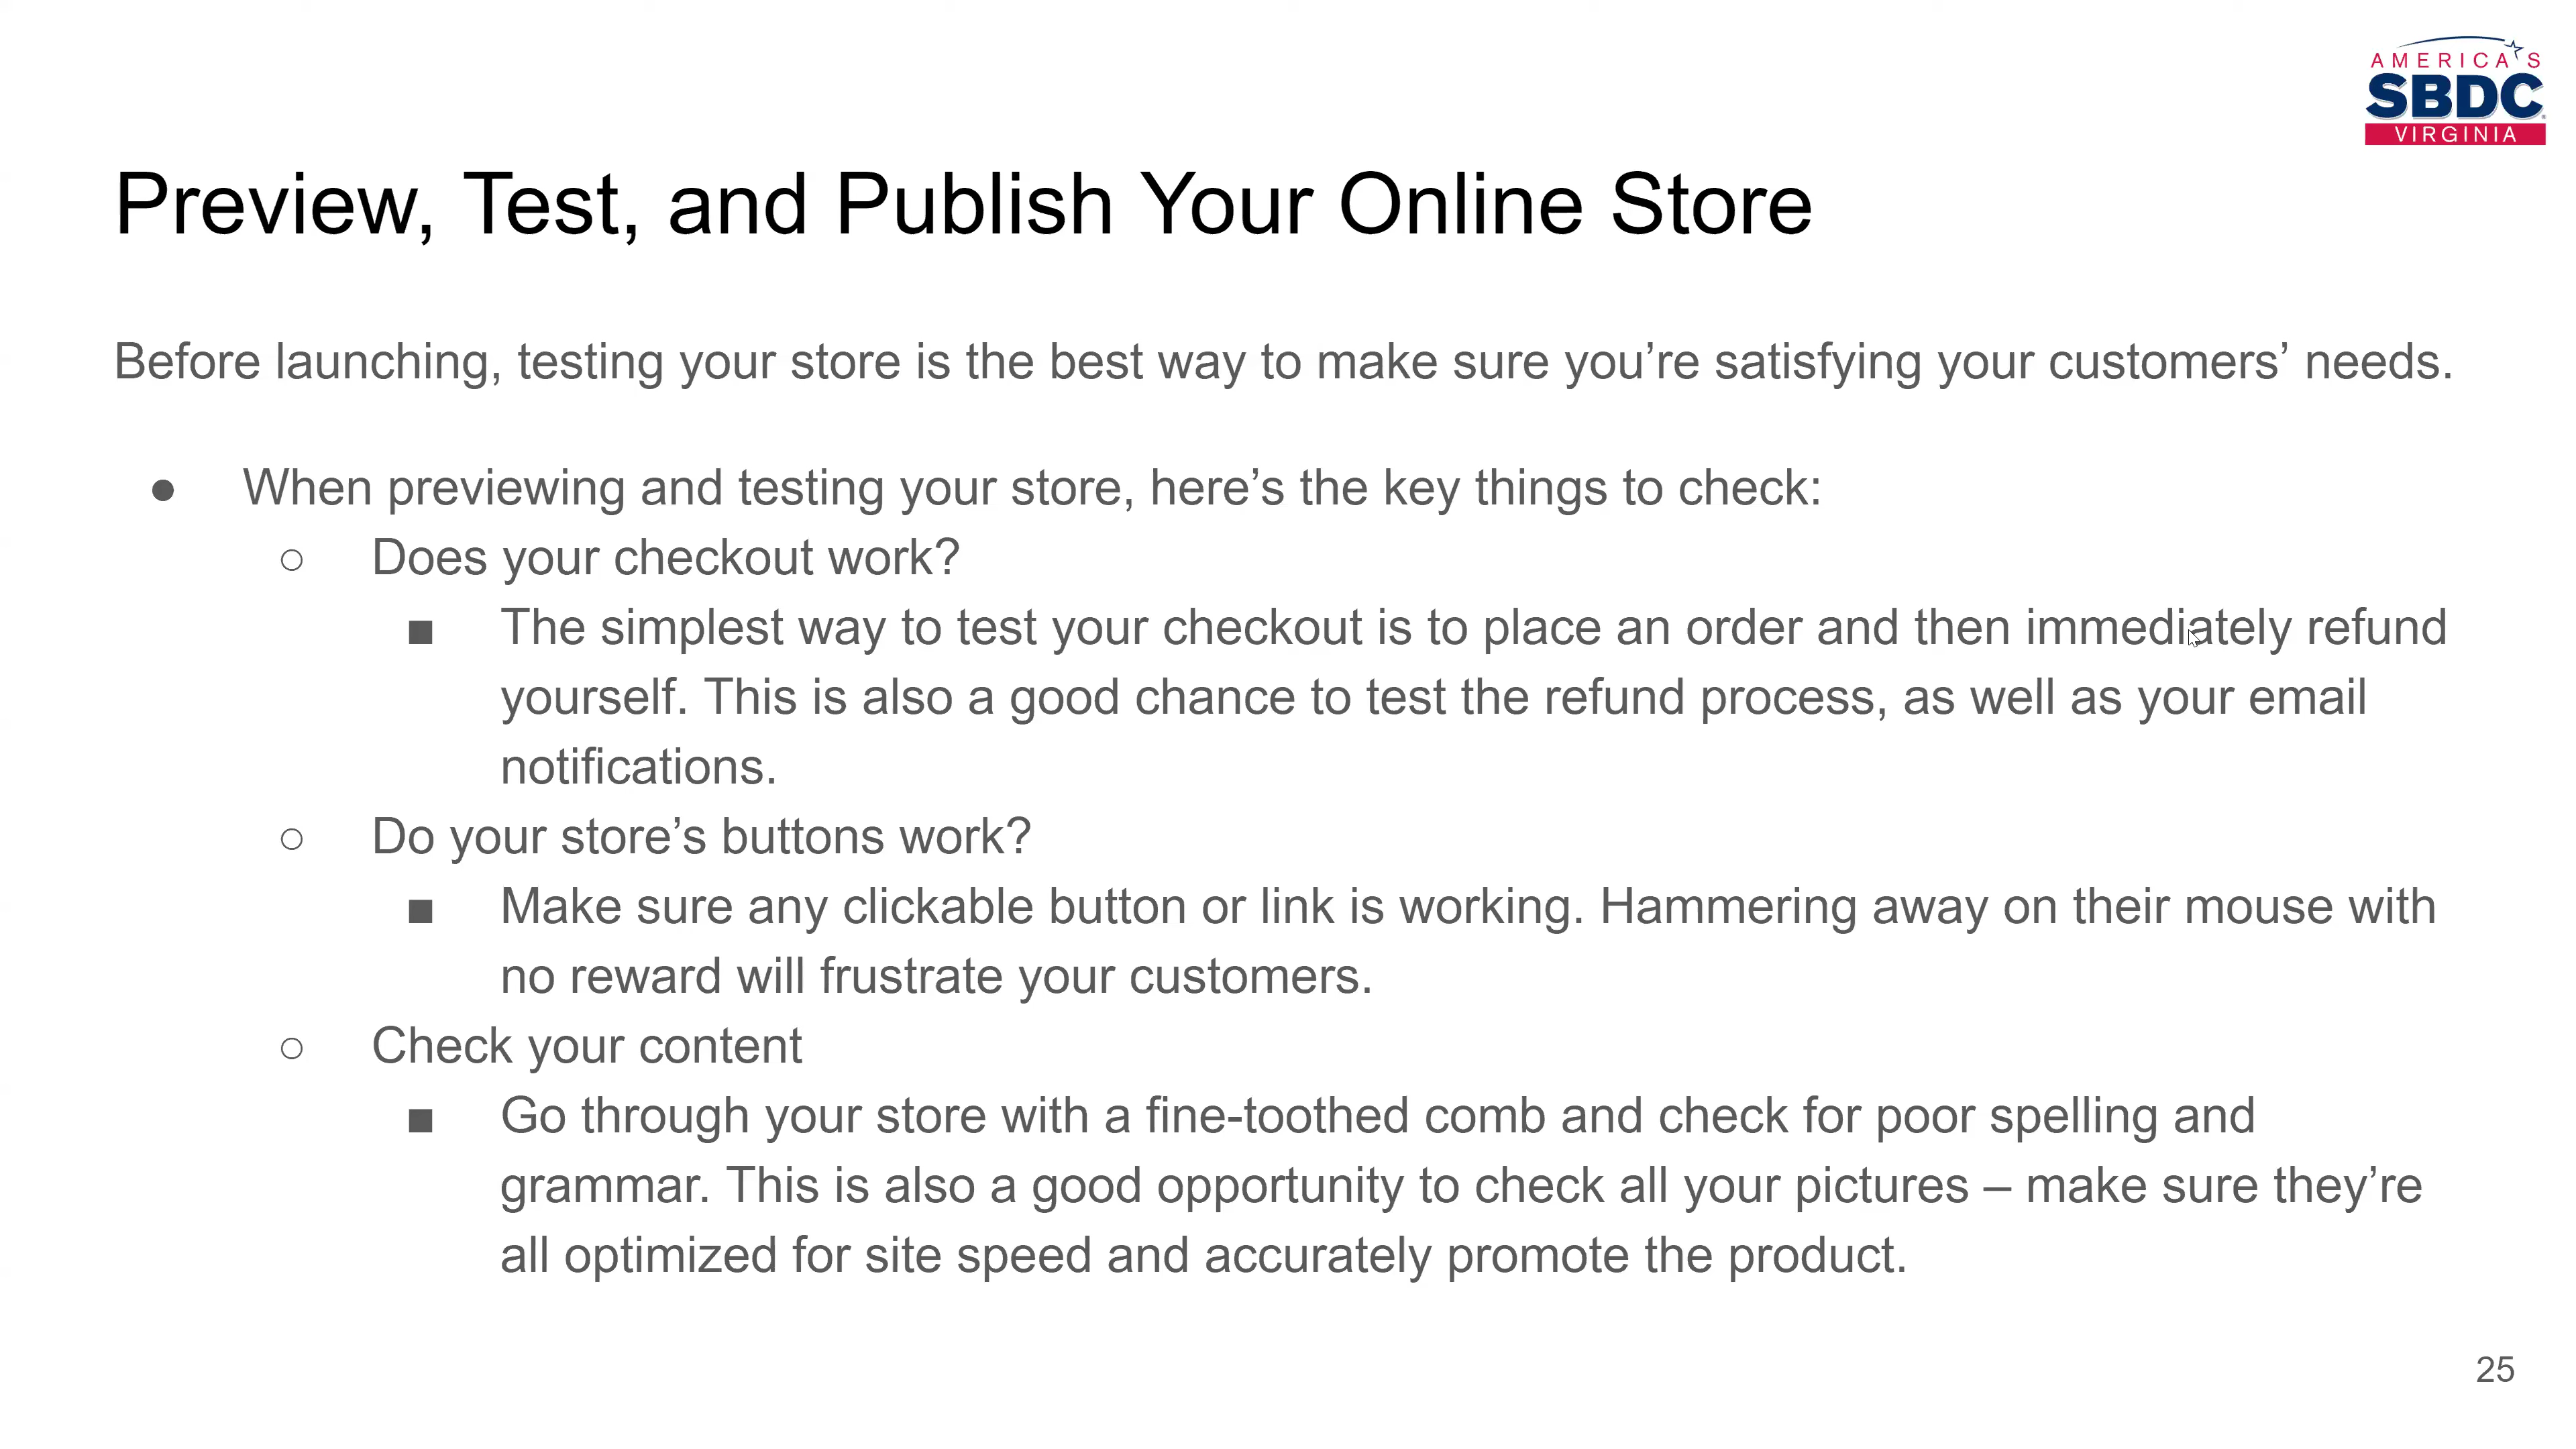 AMERICA'S
SBDC
VIRGINIA
Preview, Test, and Publish Your Online Store
Before launching, testing your store is the best way to make sure you’re satisfying your customers’ needs.
● When previewing and testing your store, here’s the key things to check:
○ Does your checkout work?
■ The simplest way to test your checkout is to place an order and then immediately refund
yourself. This is also a good chance to test the refund process, as well as your email
notifications.
○ Do your store’s buttons work?
■ Make sure any clickable button or link is working. Hammering away on their mouse with
no reward will frustrate your customers.
○ Check your content
■ Go through your store with a fine-toothed comb and check for poor spelling and
grammar. This is also a good opportunity to check all your pictures – make sure they’re
all optimized for site speed and accurately promote the product.
25